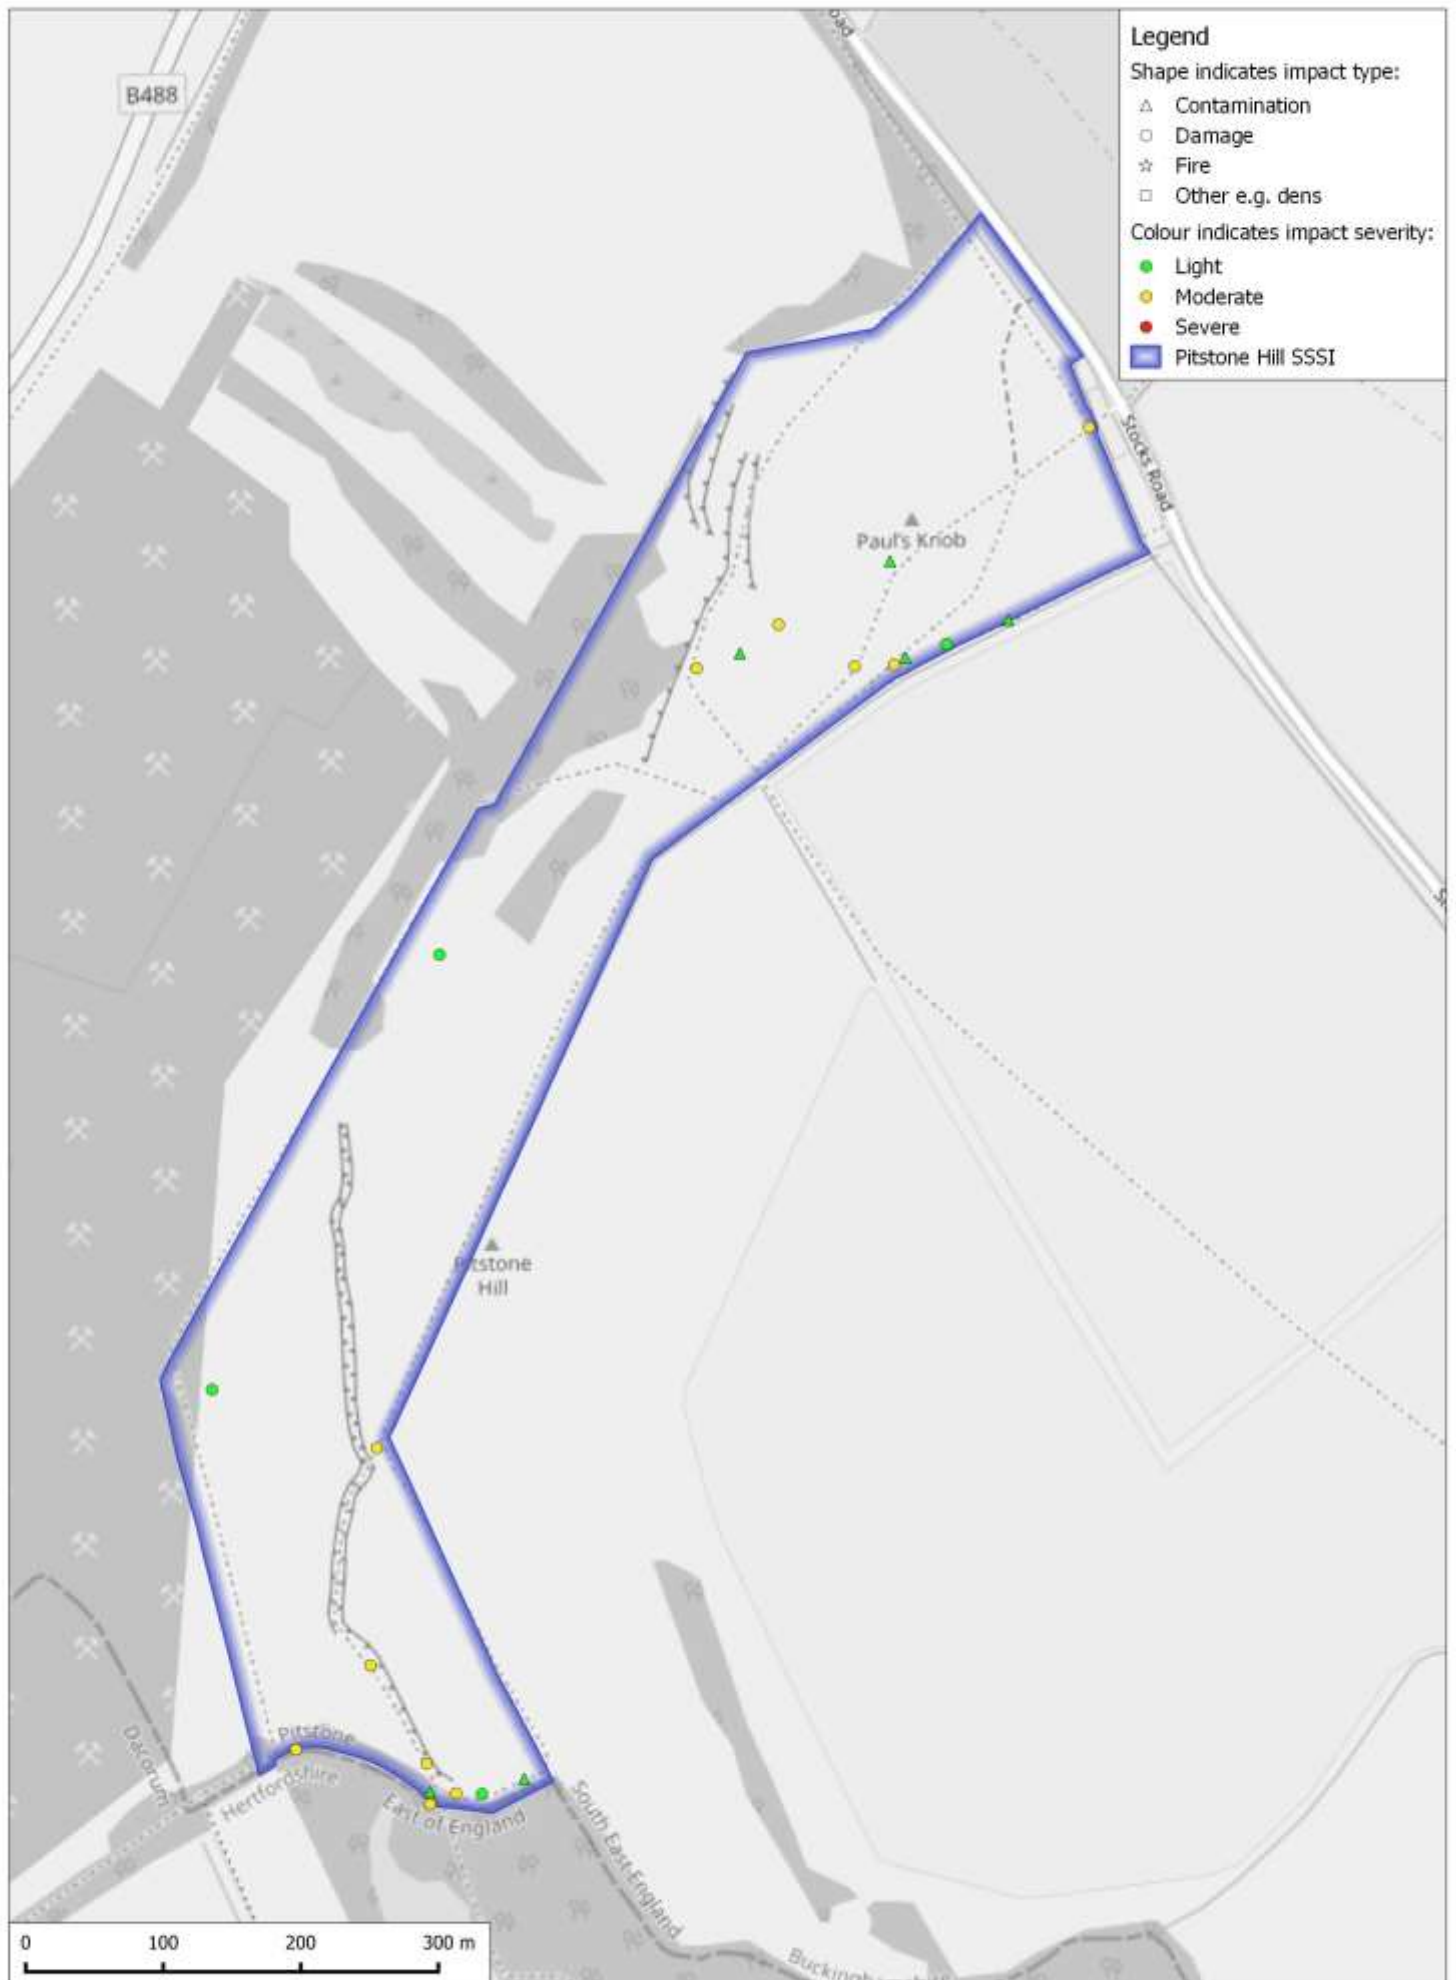 B488
Legend
Shape indicates impact type:
Contamination
Damage
Fire
Other e.g. dens
Colour indicates impact severity:
Light
Moderate
Severe
Pitstone Hill SSSI
Stocks Road
Paul's Knob
Pitstone
Hill
Pitstone
Hertfordshire
Dacorum
East of England
South East England
0 100 200 300 m